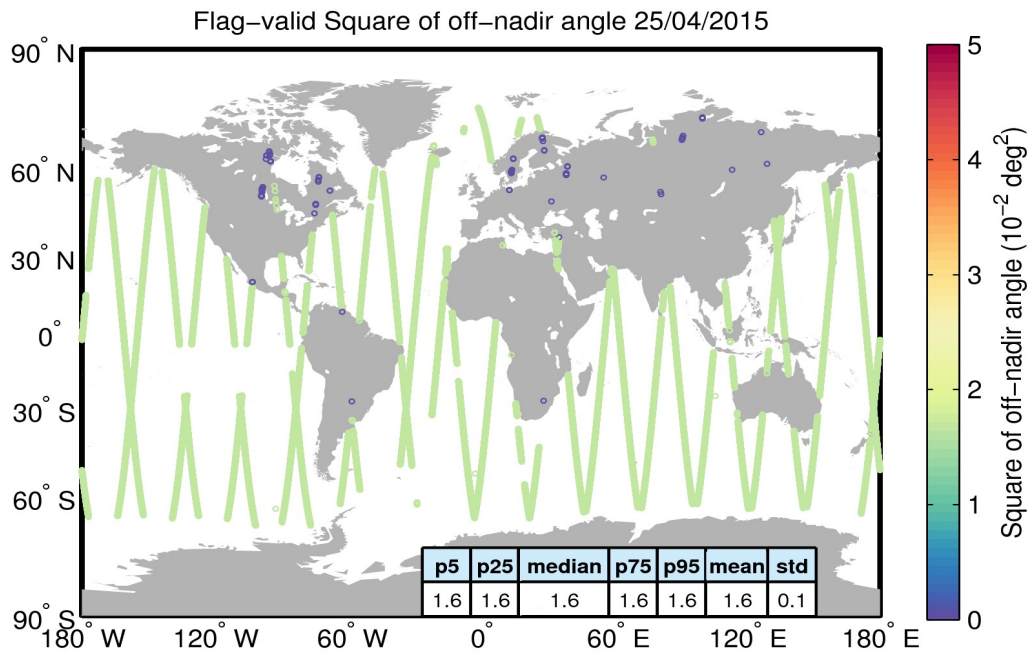 Flag-valid Square of off-nadir angle 25/04/2015
90° N
60° N
30° N
0°
30° S
60° S
90° S
180° W
120° W
60° W
0°
60° E
120° E
180° E
p5 p25 median p75 p95 mean std
1.6 1.6 1.6 1.6 1.6 1.6 0.1
5
4
3
2
1
0
Square of off-nadir angle (10⁻² deg²)